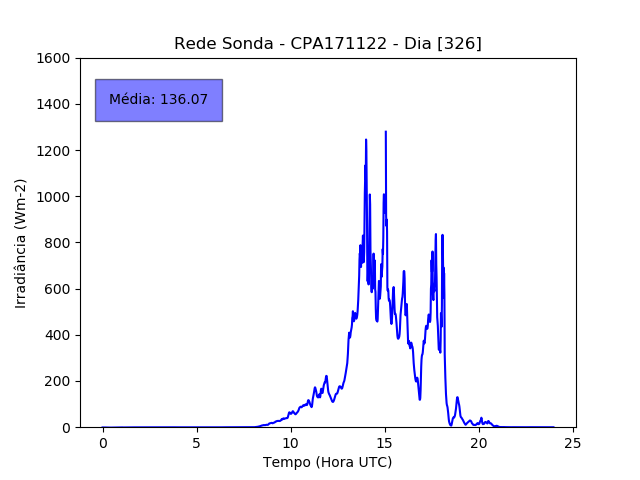 Rede Sonda - CPA171122 - Dia [326]
Média: 136.07
Irradiância (Wm-2)
1600
1400
1200
1000
800
600
400
200
0
0 5 10 15 20 25
Tempo (Hora UTC)